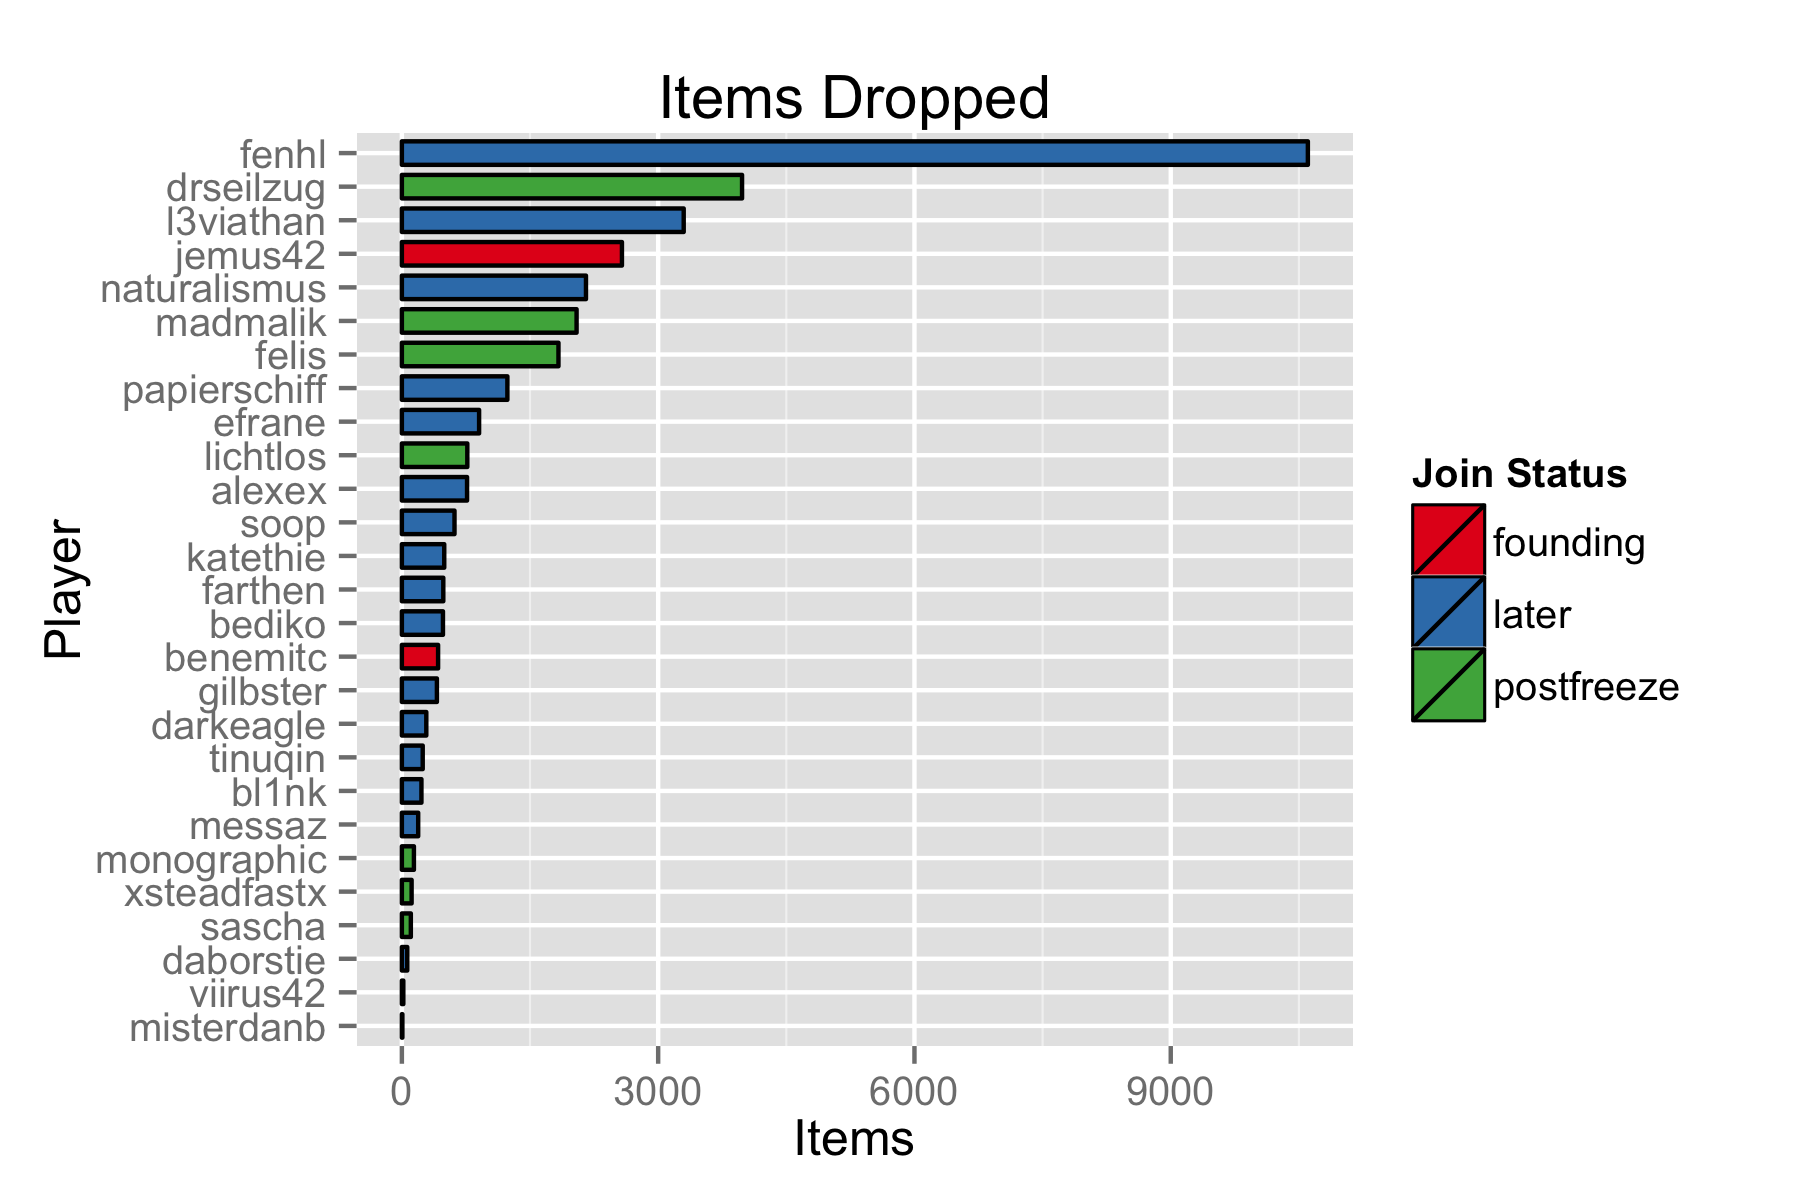 Items Dropped
Player
fenhl
drseilzug
l3viathan
jemus42
naturalismus
madmalik
felis
papierschiff
efrane
lichtlos
alexex
soop
katethie
farthen
bediko
benemitc
gilbster
darkeagle
tinuqin
bl1nk
messaz
monographic
xsteadfastx
sascha
daborstie
viirus42
misterdanb
0 3000 6000 9000
Items
Join Status
founding
later
postfreeze